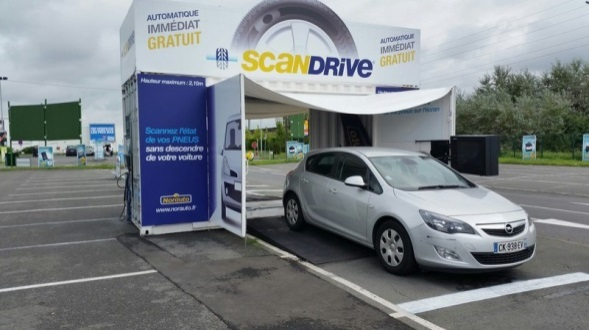 AUTOMATIQUE
IMMÉDIAT
GRATUIT
SCANDRIVE
AUTOMATIQUE
IMMÉDIAT
GRATUIT
Hauteur maximum : 2,10m
Scannez l'état
de vos PNEUS
sans descendre
de votre voiture
Norauto
www.norauto.fr
CK-938-EV